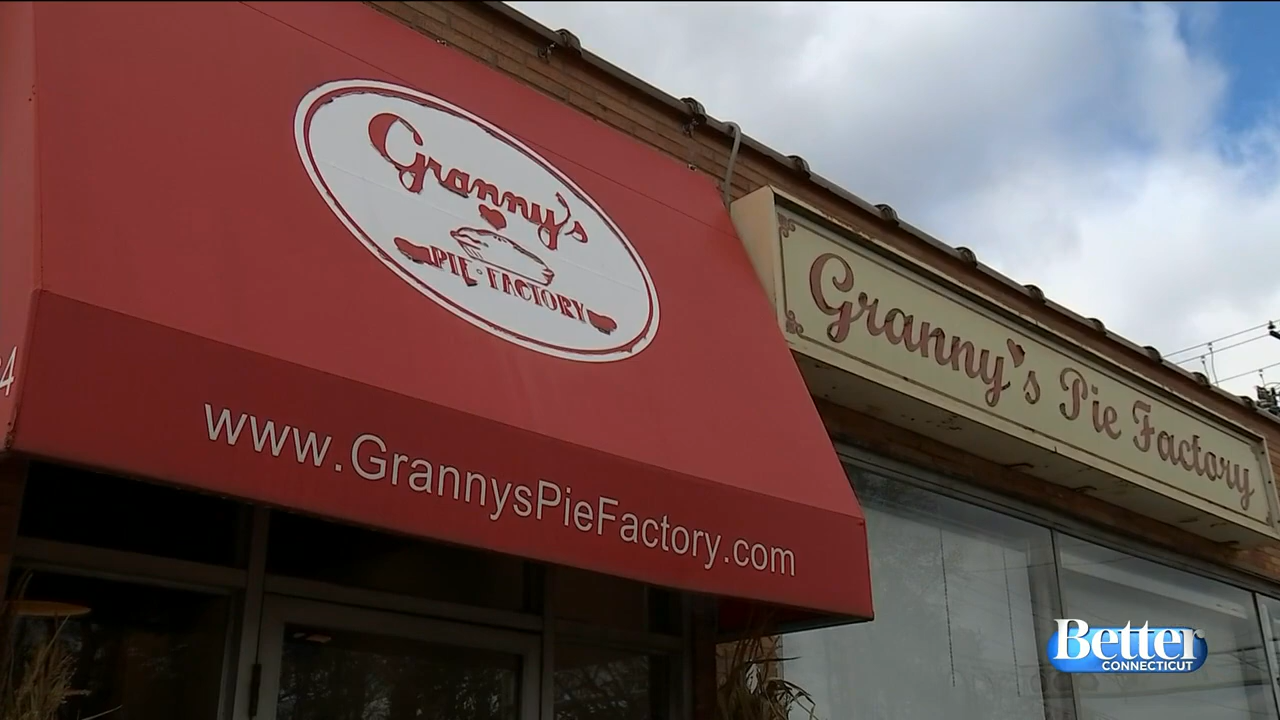 Granny's
PIE FACTORY
www.GrannysPieFactory.com
Granny's Pie Factory
Better
CONNECTICUT